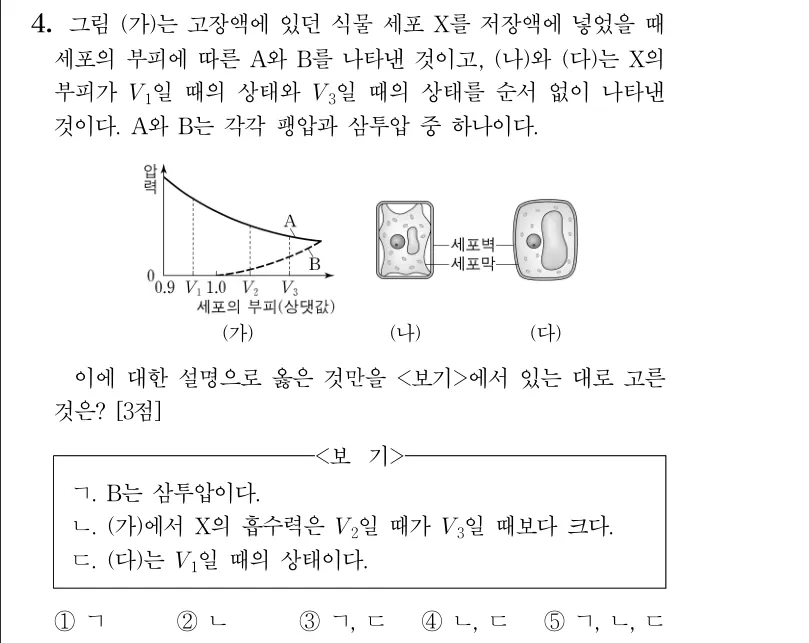 4. 그림 (가)는 고장액에 있던 식물 세포 X를 저장액에 넣었을 때
세포의 부피에 따른 A와 B를 나타낸 것이고, (나)와 (다)는 X의
부피가 V₁일 때의 상태와 V₃일 때의 상태를 순서 없이 나타낸
것이다. A와 B는 각각 팽압과 삼투압 중 하나이다.
압력
A
B
0
0.9 V₁ 1.0 V₂ V₃
세포의 부피(상댓값)
(가)
세포벽
세포막
(나)
(다)
이에 대한 설명으로 옳은 것만을 <보기>에서 있는 대로 고른
것은? [3점]
<보 기>
ㄱ. B는 삼투압이다.
ㄴ. (가)에서 X의 흡수력은 V₂일 때가 V₃일 때보다 크다.
ㄷ. (다)는 V₁일 때의 상태이다.
① ㄱ ② ㄴ ③ ㄱ, ㄷ ④ ㄴ, ㄷ ⑤ ㄱ, ㄴ, ㄷ